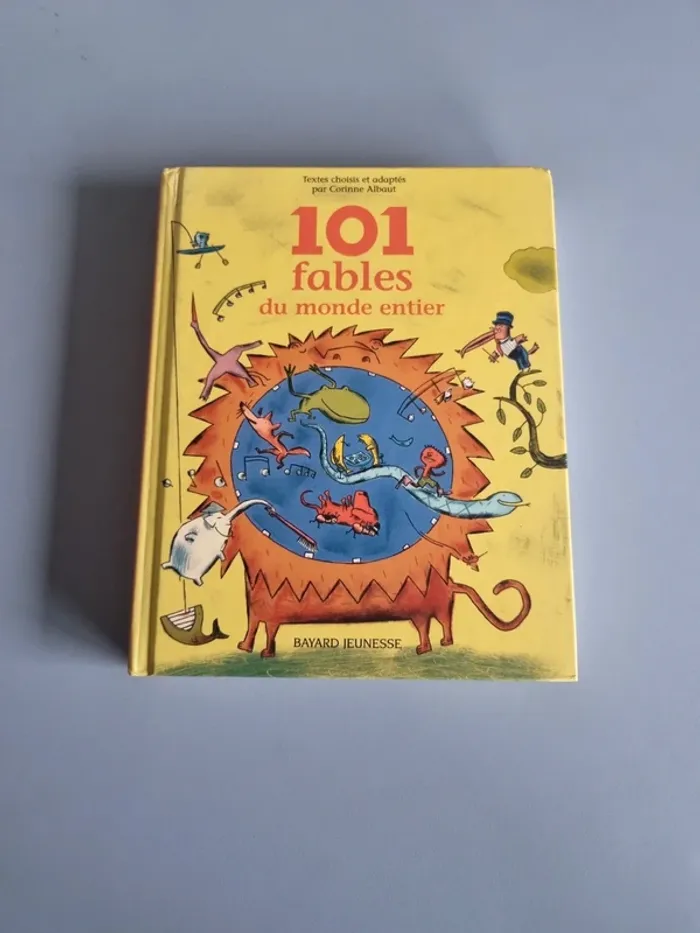 Textes choisis et adaptés
par Corinne Albaut
101
fables
du monde entier
BAYARD JEUNESSE